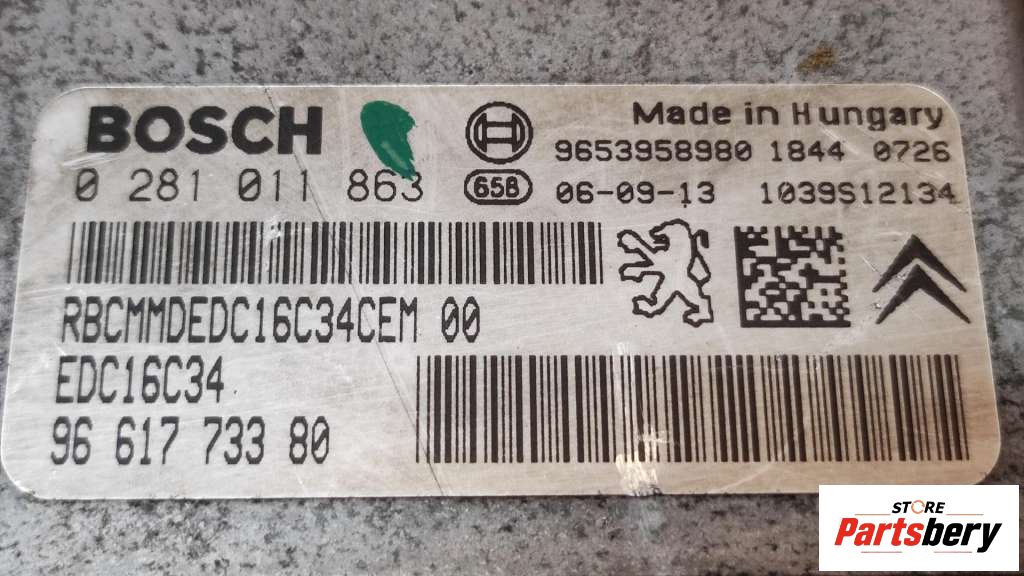 BOSCH
0 281 011 863
Made in Hungary
9653958980 1844 0726
658 06-09-13 1039S12134
RBCMMDEDC16C34CEM 00
EDC16C34
96 617 733 80
STORE
Partsbery